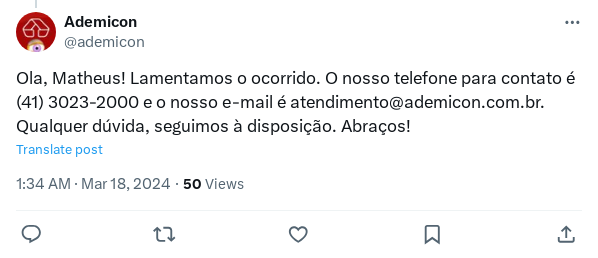 Ademicon
@ademicon
Ola, Matheus! Lamentamos o ocorrido. O nosso telefone para contato é
(41) 3023-2000 e o nosso e-mail é atendimento@ademicon.com.br.
Qualquer dúvida, seguimos à disposição. Abraços!
Translate post
1:34 AM · Mar 18, 2024 · 50 Views